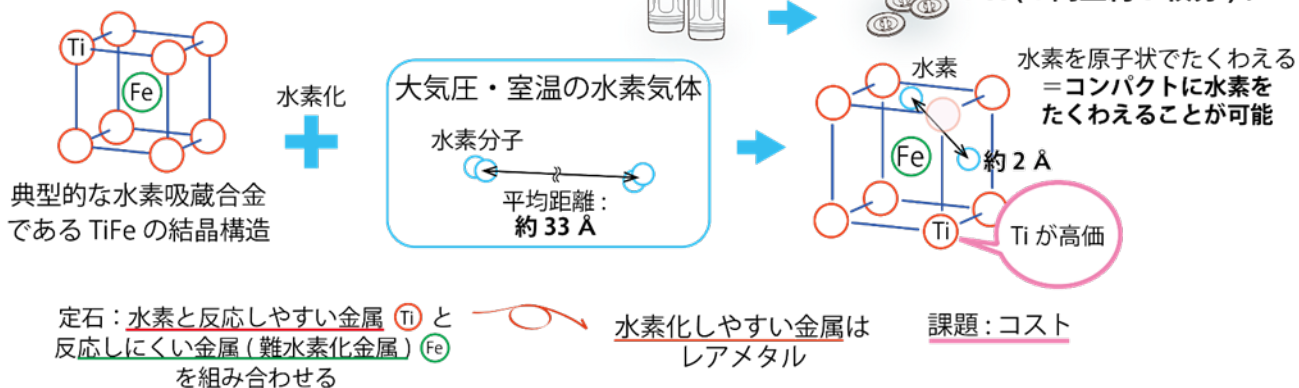 Ti
Fe
典型的な水素吸蔵合金
である TiFe の結晶構造
水素化
大気圧・室温の水素気体
水素分子
平均距離 :
約 33 Å
水素
Fe
約 2 Å
Ti
水素を原子状でたくわえる
＝コンパクトに水素を
たくわえることが可能
Ti が高価
定石：水素と反応しやすい金属 Ti と
反応しにくい金属 ( 難水素化金属 ) Fe
を組み合わせる
水素化しやすい金属は
レアメタル
課題 : コスト